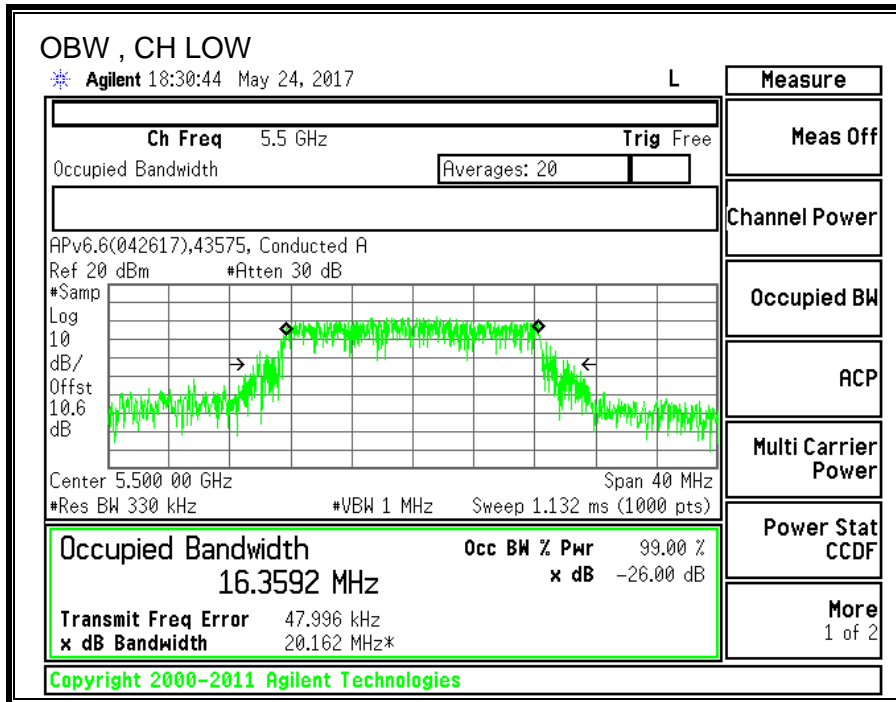 OBW , CH LOW
Agilent 18:30:44 May 24, 2017 L
Ch Freq 5.5 GHz Trig Free
Occupied Bandwidth Averages: 20
APv6.6(042617),43575, Conducted A
Ref 20 dBm #Atten 30 dB
#Samp
Log
10
dB/
Offst
10.6
dB
Center 5.500 00 GHz Span 40 MHz
#Res BW 330 kHz #VBW 1 MHz Sweep 1.132 ms (1000 pts)
Occupied Bandwidth Occ BW % Pwr 99.00 %
16.3592 MHz x dB -26.00 dB
Transmit Freq Error 47.996 kHz
x dB Bandwidth 20.162 MHz*
Copyright 2000-2011 Agilent Technologies
Measure
Meas Off
Channel Power
Occupied BW
ACP
Multi Carrier
Power
Power Stat
CCDF
More
1 of 2